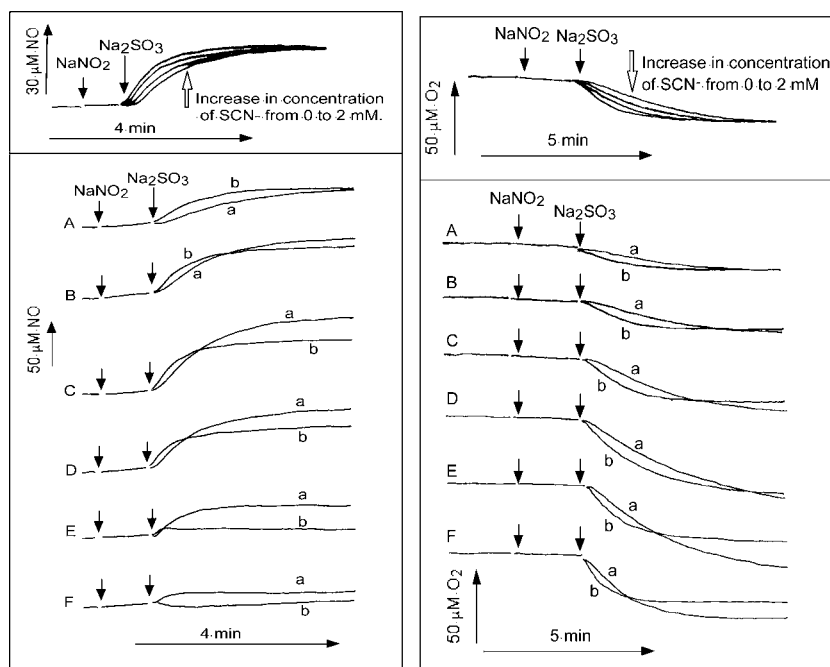 30 µM NO
NaNO2
Na2SO3
Increase in concentration
of SCN- from 0 to 2 mM.
4 min
NaNO2
Na2SO3
A
b
a
B
b
a
50 µM NO
C
a
b
D
a
b
E
a
b
F
a
b
4 min
NaNO2
Na2SO3
Increase in concentration
of SCN- from 0 to 2 mM
50 µM O2
5 min
NaNO2
Na2SO3
A
a
b
B
a
b
C
a
b
D
a
b
E
a
b
F
a
b
50 µM O2
5 min